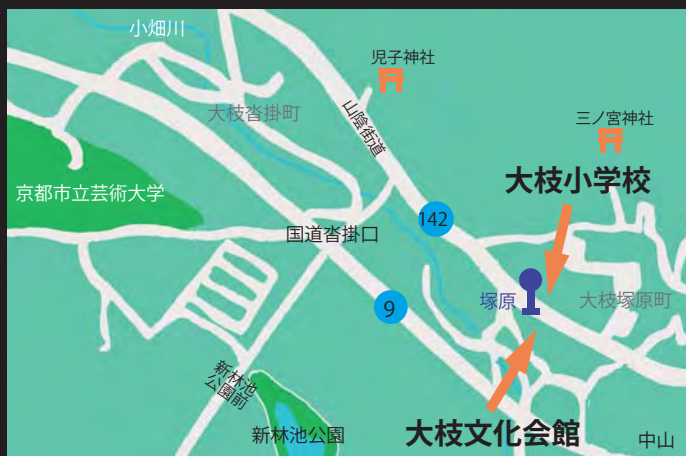 小畑川
児子神社
大枝沓掛町
山陰街道
三ノ宮神社
大枝小学校
京都市立芸術大学
142
国道沓掛口
塚原
大枝塚原町
9
新林池
公園前
新林池公園
大枝文化会館
中山